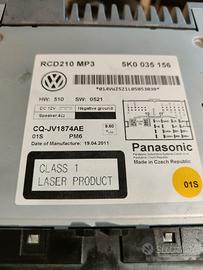 RCD210 MP3 5K0 035 156
*014VWZ5Z1L05053839*
HW: 510 SW: 0521
DC 12V Negative ground
Speaker 4Ω
CQ-JV1874AE
01S PM6
Date of Manufacture: 19.04.2011
Panasonic
Made in Czech Republic
CLASS 1
LASER PRODUCT
01S